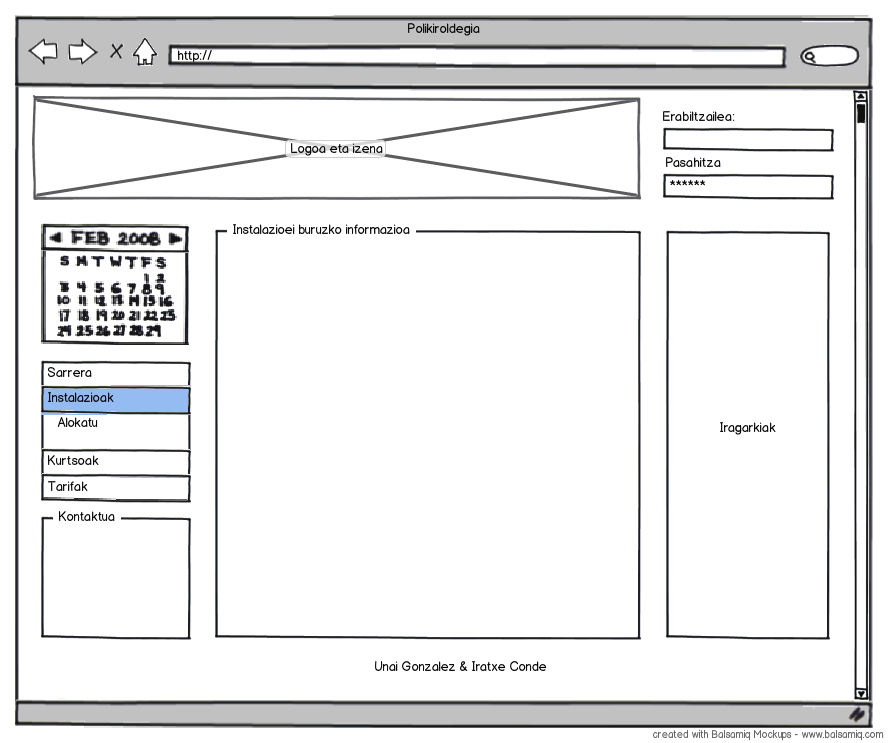 Polikiroldegia
http://
Logoa eta izena
Erabiltzailea:
Pasahitza
******
FEB 2008
S M T W T F S
1 2
3 4 5 6 7 8 9
10 11 12 13 14 15 16
17 18 19 20 21 22 23
24 25 26 27 28 29
Sarrera
Instalazioak
Alokatu
Kurtsoak
Tarifak
Kontaktua
Instalazioei buruzko informazioa
Iragarkiak
Unai Gonzalez & Iratxe Conde
created with Balsamiq Mockups - www.balsamiq.com